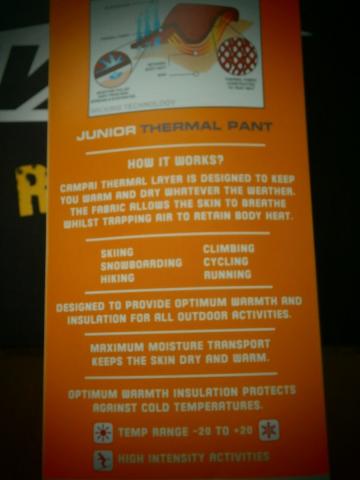 WICKING TECHNOLOGY
JUNIOR THERMAL PANT
HOW IT WORKS?
CAMPRI THERMAL LAYER IS DESIGNED TO KEEP
YOU WARM AND DRY WHATEVER THE WEATHER.
THE FABRIC ALLOWS THE SKIN TO BREATHE
WHILST TRAPPING AIR TO RETAIN BODY HEAT.
SKIING
SNOWBOARDING
HIKING
CLIMBING
CYCLING
RUNNING
DESIGNED TO PROVIDE OPTIMUM WARMTH AND
INSULATION FOR ALL OUTDOOR ACTIVITIES.
MAXIMUM MOISTURE TRANSPORT
KEEPS THE SKIN DRY AND WARM.
OPTIMUM WARMTH INSULATION PROTECTS
AGAINST COLD TEMPERATURES.
TEMP RANGE -20 TO +20
HIGH INTENSITY ACTIVITIES